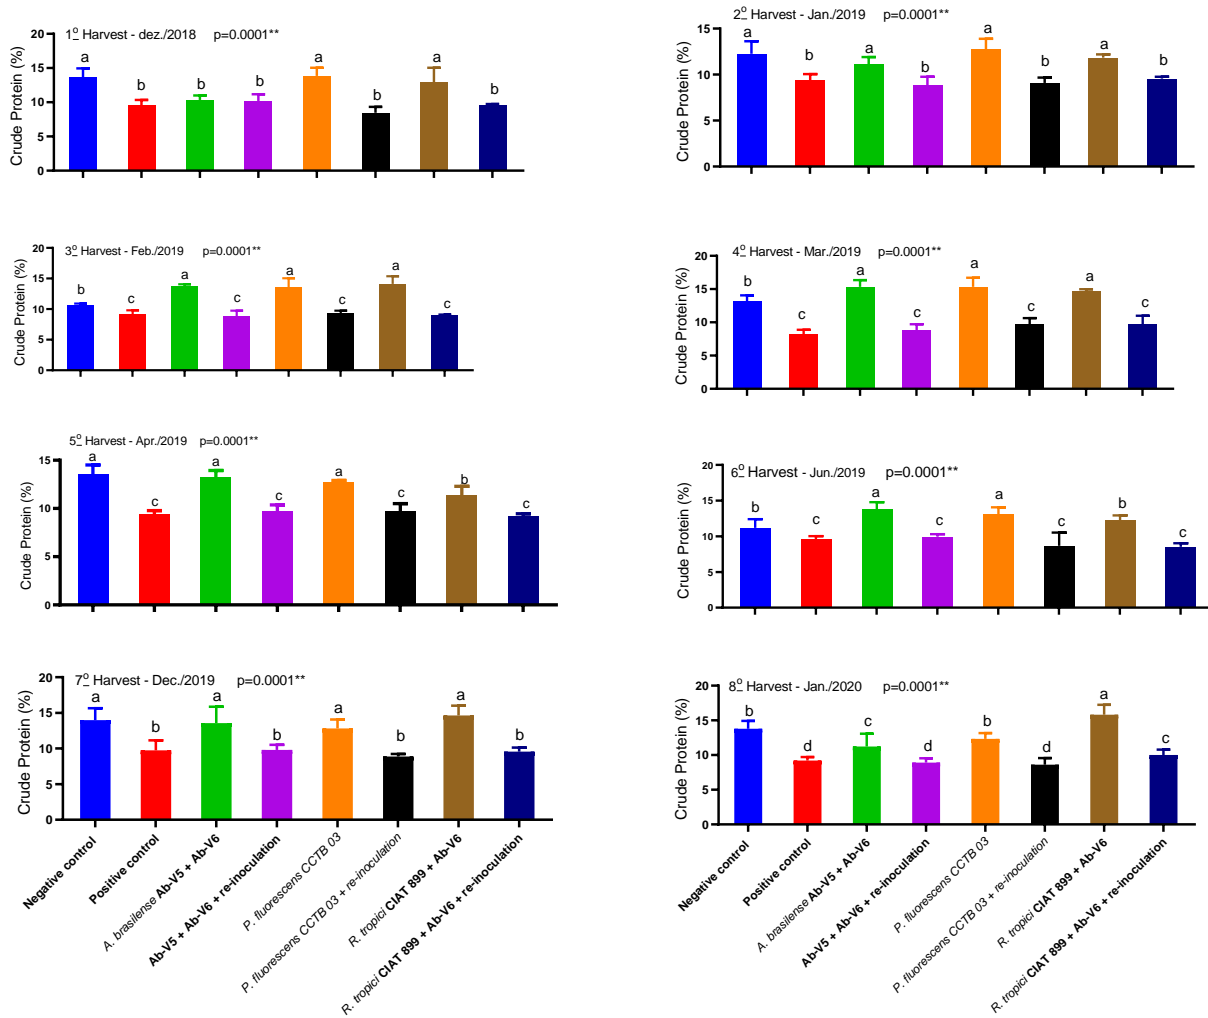 1º Harvest - dez./2018 p=0.0001**
Crude Protein (%)
20
15
10
5
0
a b b b a b a b
2º Harvest - Jan./2019 p=0.0001**
Crude Protein (%)
15
10
5
0
a b a b a b a b
3º Harvest - Feb./2019 p=0.0001**
Crude Protein (%)
20
15
10
5
0
b c a c a c a c
4º Harvest - Mar./2019 p=0.0001**
Crude Protein (%)
20
15
10
5
0
b c a c a c a c
5º Harvest - Apr./2019 p=0.0001**
Crude Protein (%)
15
10
5
0
a c a c a c b c
6º Harvest - Jun./2019 p=0.0001**
Crude Protein (%)
20
15
10
5
0
b c a c a c b c
7º Harvest - Dec./2019 p=0.0001**
Crude Protein (%)
20
15
10
5
0
a b a b a b a b
Negative control
Positive control
A. brasilense Ab-V5 + Ab-V6
Ab-V5 + Ab-V6 + re-inoculation
P. fluorescens CCTB 03
P. fluorescens CCTB 03 + re-inoculation
R. tropici CIAT 899 + Ab-V6
R. tropici CIAT 899 + Ab-V6 + re-inoculation
8º Harvest - Jan./2020 p=0.0001**
Crude Protein (%)
20
15
10
5
0
b d c d b d a c
Negative control
Positive control
A. brasilense Ab-V5 + Ab-V6
Ab-V5 + Ab-V6 + re-inoculation
P. fluorescens CCTB 03
P. fluorescens CCTB 03 + re-inoculation
R. tropici CIAT 899 + Ab-V6
R. tropici CIAT 899 + Ab-V6 + re-inoculation